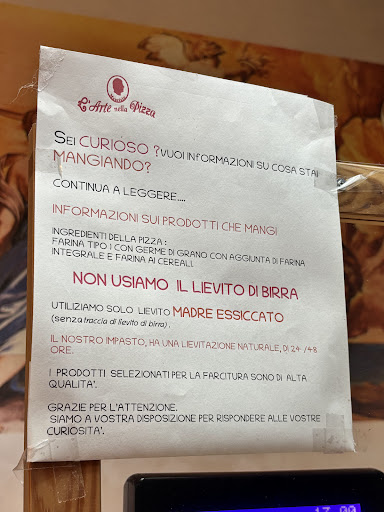 L'Arte nella Pizza
SEI CURIOSO ?VUOI INFORMAZIONI SU COSA STAI
MANGIANDO?
CONTINUA A LEGGERE....
INFORMAZIONI SUI PRODOTTI CHE MANGI
INGREDIENTI DELLA PIZZA :
FARINA TIPO 1 CON GERME DI GRANO CON AGGIUNTA DI FARINA
INTEGRALE E FARINA AI CEREALI.
NON USIAMO IL LIEVITO DI BIRRA
UTILIZIAMO SOLO LIEVITO MADRE ESSICCATO
(senza traccia di lievito di birra) .
IL NOSTRO IMPASTO, HA UNA LIEVITAZIONE NATURALE, DI 24 /48
ORE.
I PRODOTTI SELEZIONATI PER LA FARCITURA SONO DI ALTA
QUALITA'.
GRAZIE PER L'ATTENZIONE.
SIAMO A VOSTRA DISPOSIZIONE PER RISPONDERE ALLE VOSTRE
CURIOSITA'.